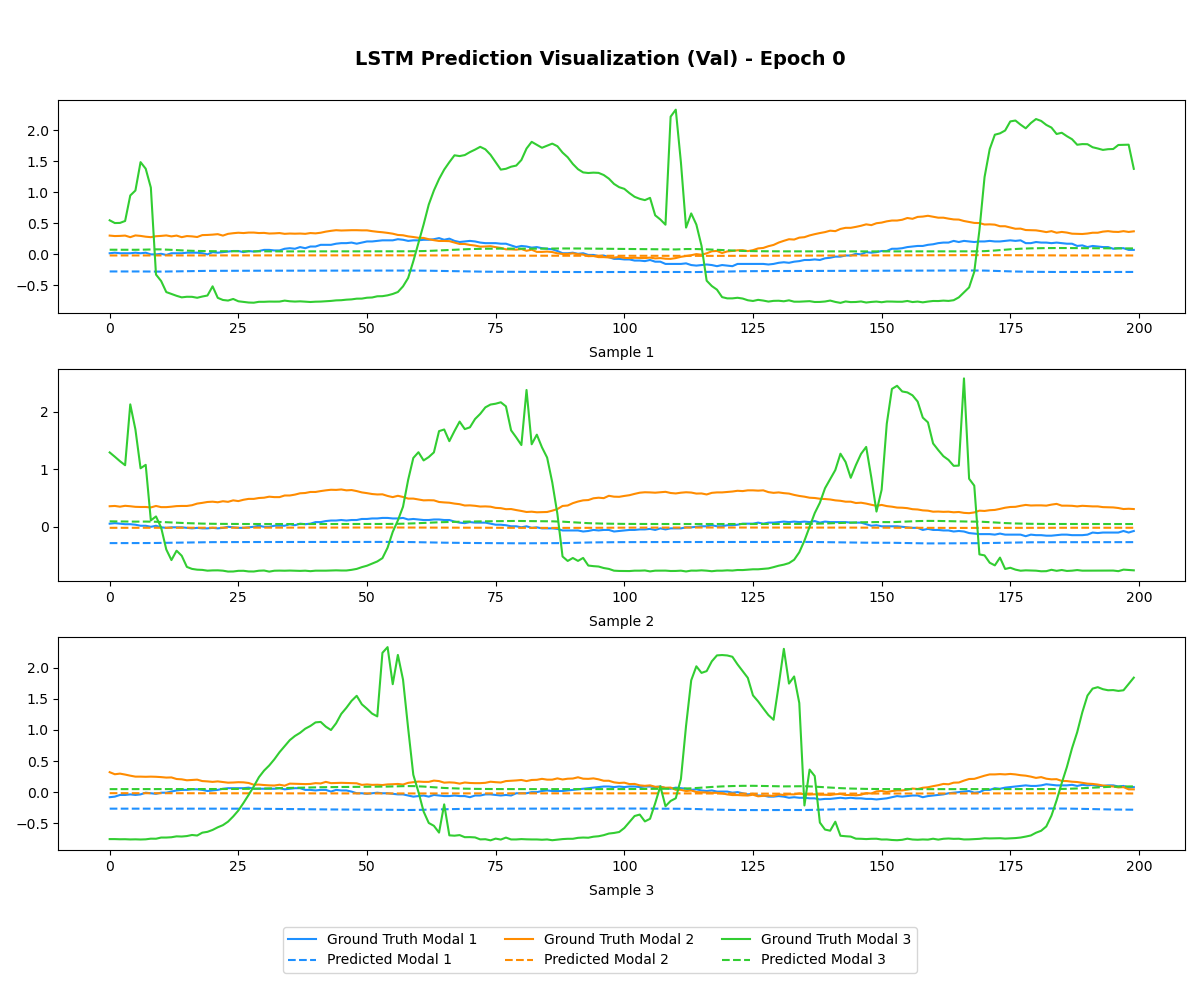 LSTM Prediction Visualization (Val) - Epoch 0
2.0
1.5
1.0
0.5
0.0
−0.5
0 25 50 75 100 125 150 175 200
Sample 1
2
1
0
0 25 50 75 100 125 150 175 200
Sample 2
2.0
1.5
1.0
0.5
0.0
−0.5
0 25 50 75 100 125 150 175 200
Sample 3
Ground Truth Modal 1 Ground Truth Modal 2 Ground Truth Modal 3
Predicted Modal 1 Predicted Modal 2 Predicted Modal 3